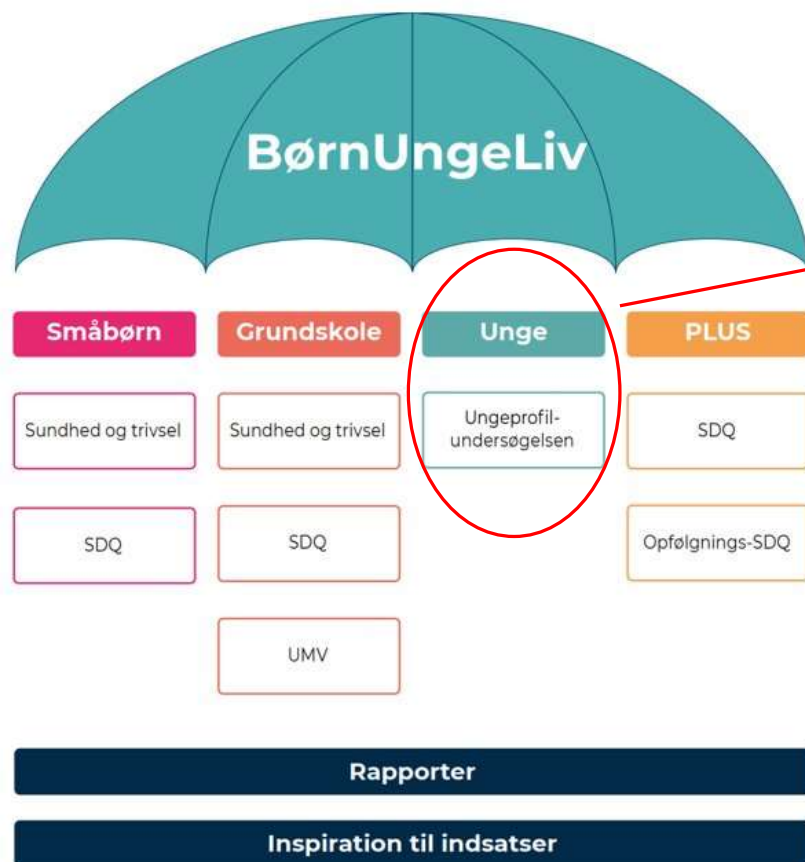 BørnUngeLiv
Småbørn
Grundskole
Unge
PLUS
Sundhed og trivsel
Sundhed og trivsel
Ungeprofil-
undersøgelsen
SDQ
SDQ
SDQ
Opfølgnings-SDQ
UMV
Rapporter
Inspiration til indsatser